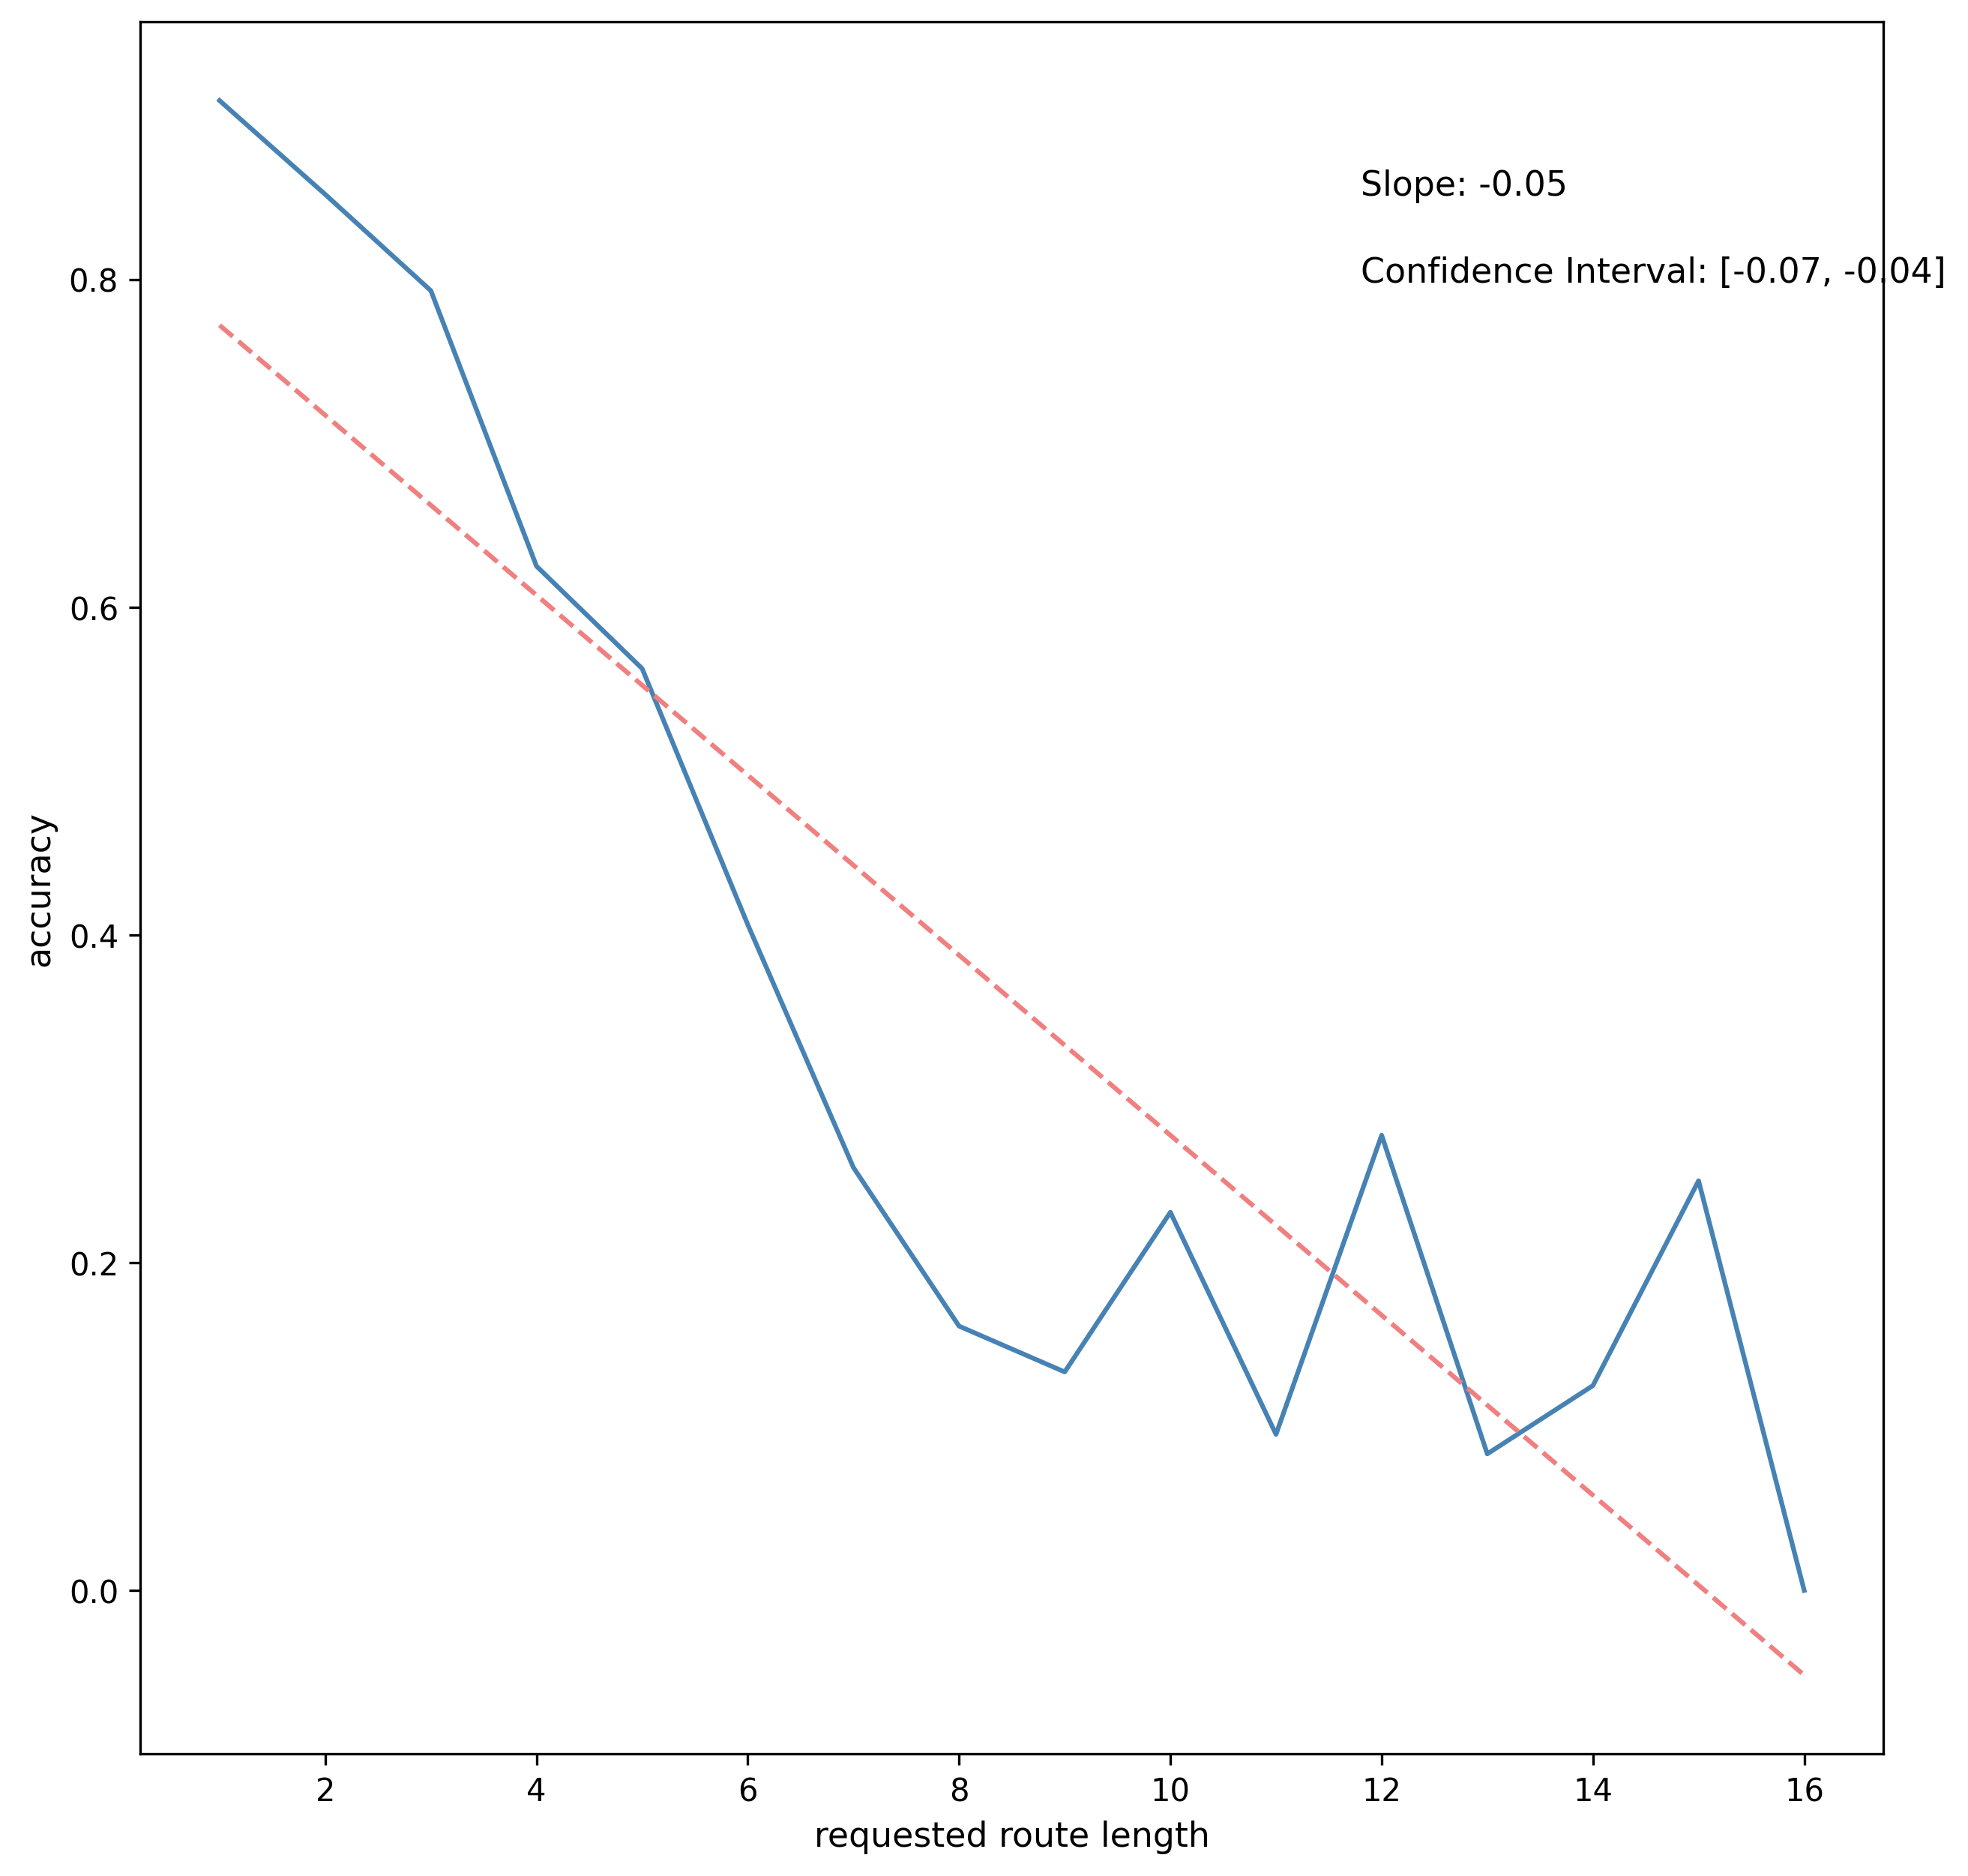 Slope: -0.05
Confidence Interval: [-0.07, -0.04]
0.8
0.6
0.4
0.2
0.0
accuracy
2 4 6 8 10 12 14 16
requested route length